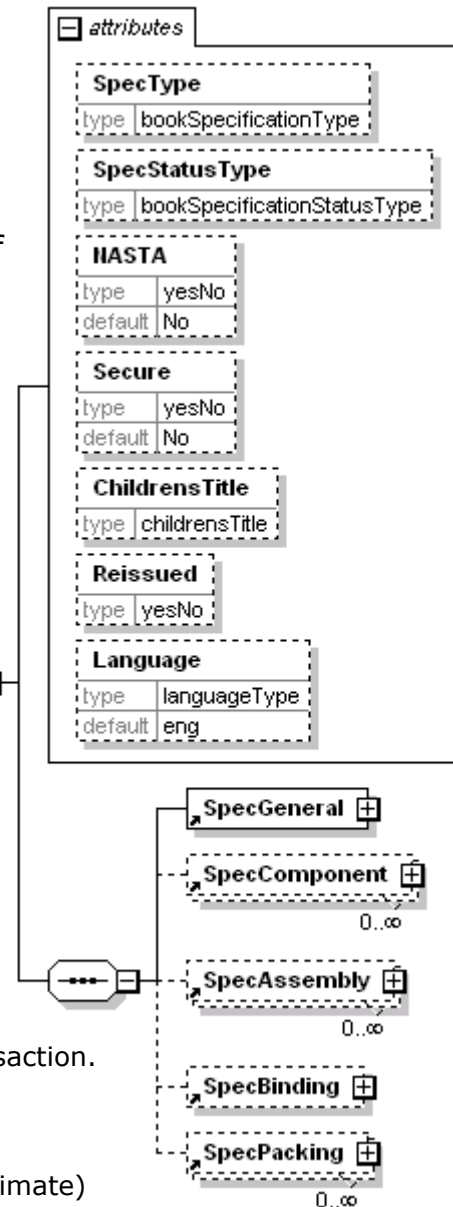 attributes
SpecType
type bookSpecificationType
SpecStatusType
type bookSpecificationStatusType
f
NASTA
type yesNo
default No
Secure
type yesNo
default No
ChildrensTitle
type childrensTitle
Reissued
type yesNo
Language
type languageType
default eng
SpecGeneral
SpecComponent
0..∞
SpecAssembly
0..∞
saction.
SpecBinding
SpecPacking
imate)
0..∞